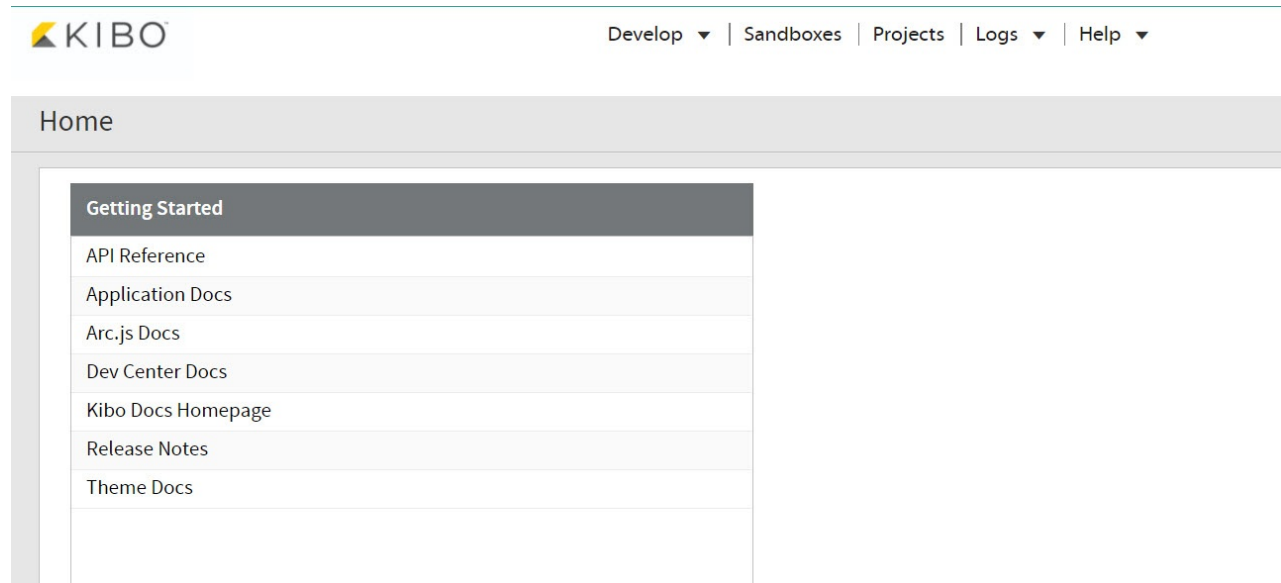 KIBO
Develop ▼ | Sandboxes | Projects | Logs ▼ | Help ▼
Home
Getting Started
API Reference
Application Docs
Arc.js Docs
Dev Center Docs
Kibo Docs Homepage
Release Notes
Theme Docs